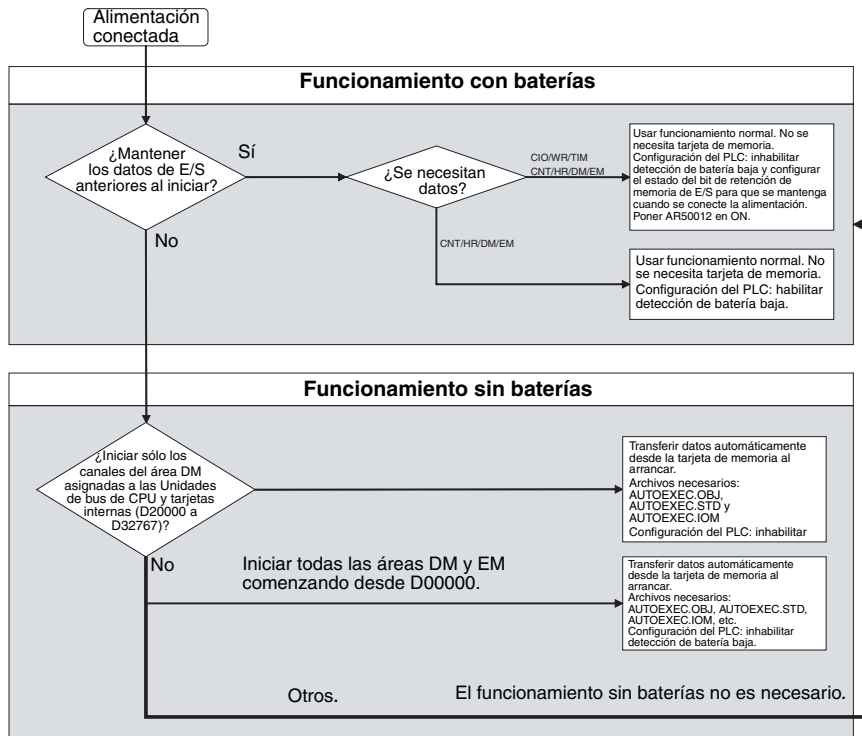 Alimentación
conectada
Funcionamiento con baterías
¿Mantener
los datos de E/S
anteriores al iniciar?
Sí
No
¿Se necesitan
datos?
CIO/WR/TIM
CNT/HR/DM/EM
CNT/HR/DM/EM
Usar funcionamiento normal. No se
necesita tarjeta de memoria.
Configuración del PLC: inhabilitar
detección de batería baja y configurar
el estado del bit de retención de
memoria de E/S para que se mantenga
cuando se conecte la alimentación.
Poner AR50012 en ON.
Usar funcionamiento normal. No
se necesita tarjeta de memoria.
Configuración del PLC: habilitar
detección de batería baja.
Funcionamiento sin baterías
¿Iniciar sólo los
canales del área DM
asignadas a las Unidades
de bus de CPU y tarjetas
internas (D20000 a
D32767)?
No
Transferir datos automáticamente
desde la tarjeta de memoria al
arrancar.
Archivos necesarios:
AUTOEXEC.OBJ,
AUTOEXEC.STD y
AUTOEXEC.IOM
Configuración del PLC: inhabilitar
Iniciar todas las áreas DM y EM
comenzando desde D00000.
Transferir datos automáticamente
desde la tarjeta de memoria al
arrancar.
Archivos necesarios:
AUTOEXEC.OBJ, AUTOEXEC.STD,
AUTOEXEC.IOM, etc.
Configuración del PLC: inhabilitar
detección de batería baja.
Otros.
El funcionamiento sin baterías no es necesario.